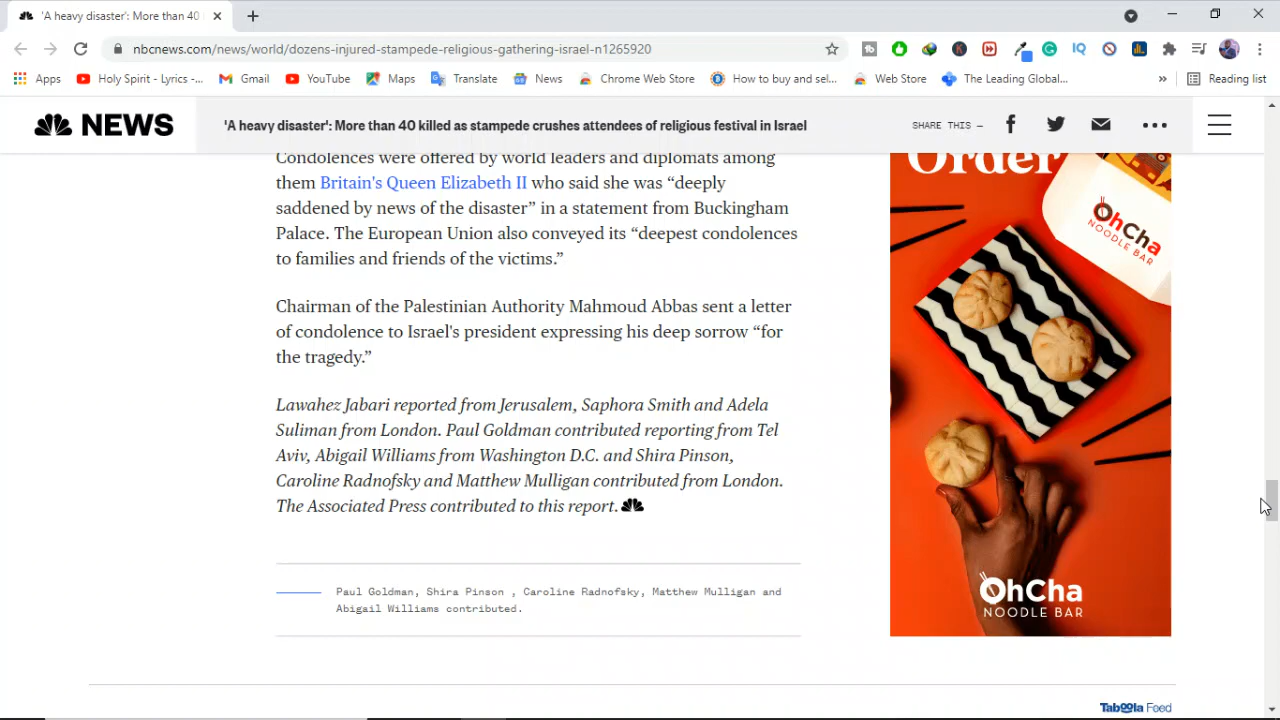 'A heavy disaster': More than 40
nbcnews.com/news/world/dozens-injured-stampede-religious-gathering-israel-n1265920
Apps
Holy Spirit - Lyrics -...
Gmail
YouTube
Maps
Translate
News
Chrome Web Store
How to buy and sel...
Web Store
The Leading Global...
»
Reading list
NEWS
'A heavy disaster': More than 40 killed as stampede crushes attendees of religious festival in Israel
SHARE THIS —
Condolences were offered by world leaders and diplomats among
them Britain's Queen Elizabeth II who said she was “deeply
saddened by news of the disaster” in a statement from Buckingham
Palace. The European Union also conveyed its “deepest condolences
to families and friends of the victims.”
Chairman of the Palestinian Authority Mahmoud Abbas sent a letter
of condolence to Israel's president expressing his deep sorrow “for
the tragedy.”
Lawahez Jabari reported from Jerusalem, Saphora Smith and Adela
Suliman from London. Paul Goldman contributed reporting from Tel
Aviv, Abigail Williams from Washington D.C. and Shira Pinson,
Caroline Radnofsky and Matthew Mulligan contributed from London.
The Associated Press contributed to this report.
Paul Goldman, Shira Pinson , Caroline Radnofsky, Matthew Mulligan and
Abigail Williams contributed.
Order
OhCha
NOODLE BAR
OhCha
NOODLE BAR
Taboola Feed